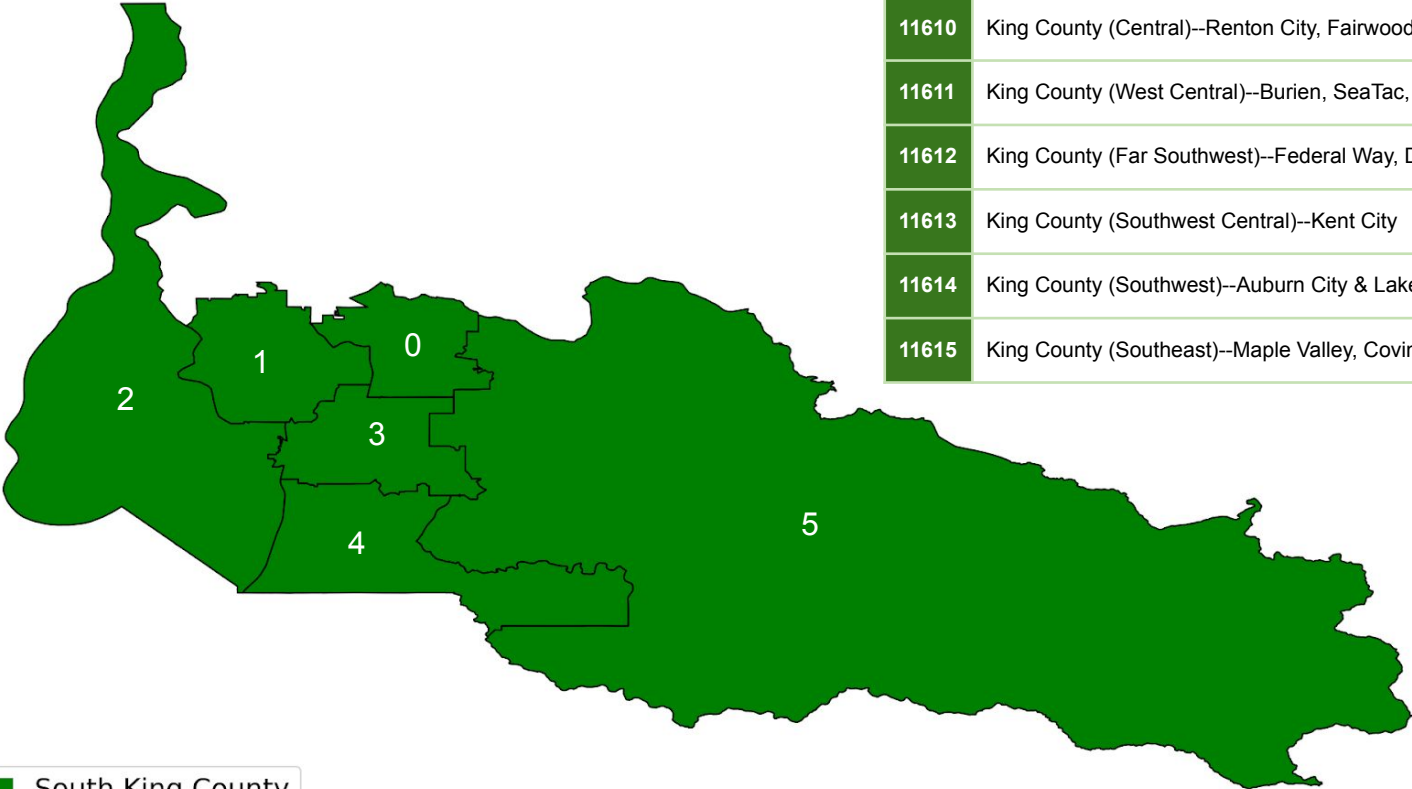 11610 King County (Central)--Renton City, Fairwood
11611 King County (West Central)--Burien, SeaTac,
11612 King County (Far Southwest)--Federal Way,
11613 King County (Southwest Central)--Kent City
11614 King County (Southwest)--Auburn City &
11615 King County (Southeast)--Maple Valley,
0
1
2
3
4
5
South King County